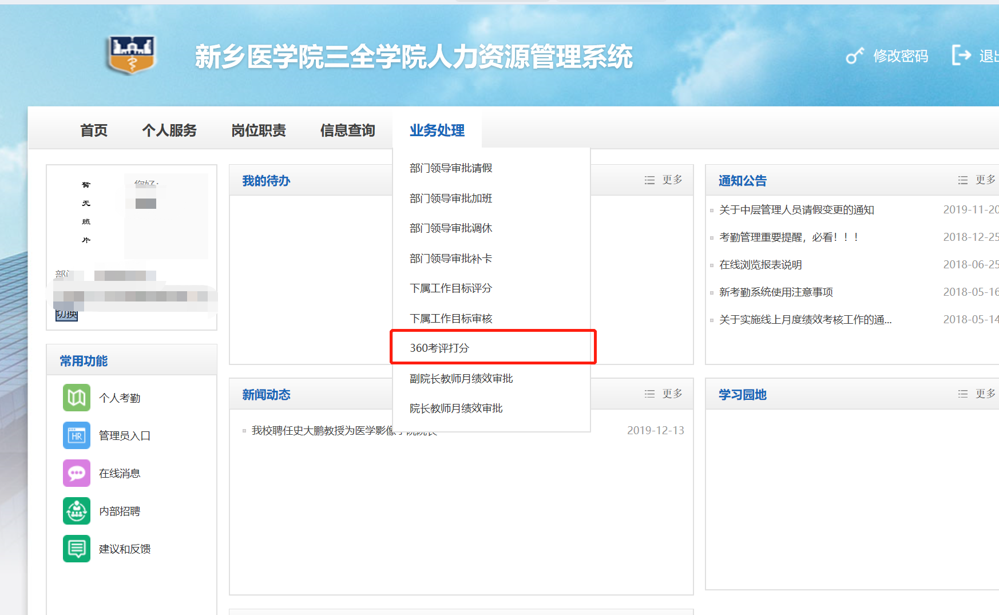 新乡医学院三全学院人力资源管理系统
修改密码
退出
首页
个人服务
岗位职责
信息查询
业务处理
部门领导审批请假
部门领导审批加班
部门领导审批调休
部门领导审批补卡
下属工作目标评分
下属工作目标审核
360考评打分
副院长教师月绩效审批
院长教师月绩效审批
暂
无
照
片
你好：
部门
切换
常用功能
个人考勤
HR
管理员入口
在线消息
内部招聘
建议和反馈
我的待办
更多
新闻动态
更多
我校聘任史大鹏教授为医学影像学院院长
2019-12-13
通知公告
更多
关于中层管理人员请假变更的通知
2019-11-20
考勤管理重要提醒，必看！！！
2018-12-25
在线浏览报表说明
2018-06-25
新考勤系统使用注意事项
2018-05-16
关于实施线上月度绩效考核工作的通...
2018-05-14
学习园地
更多